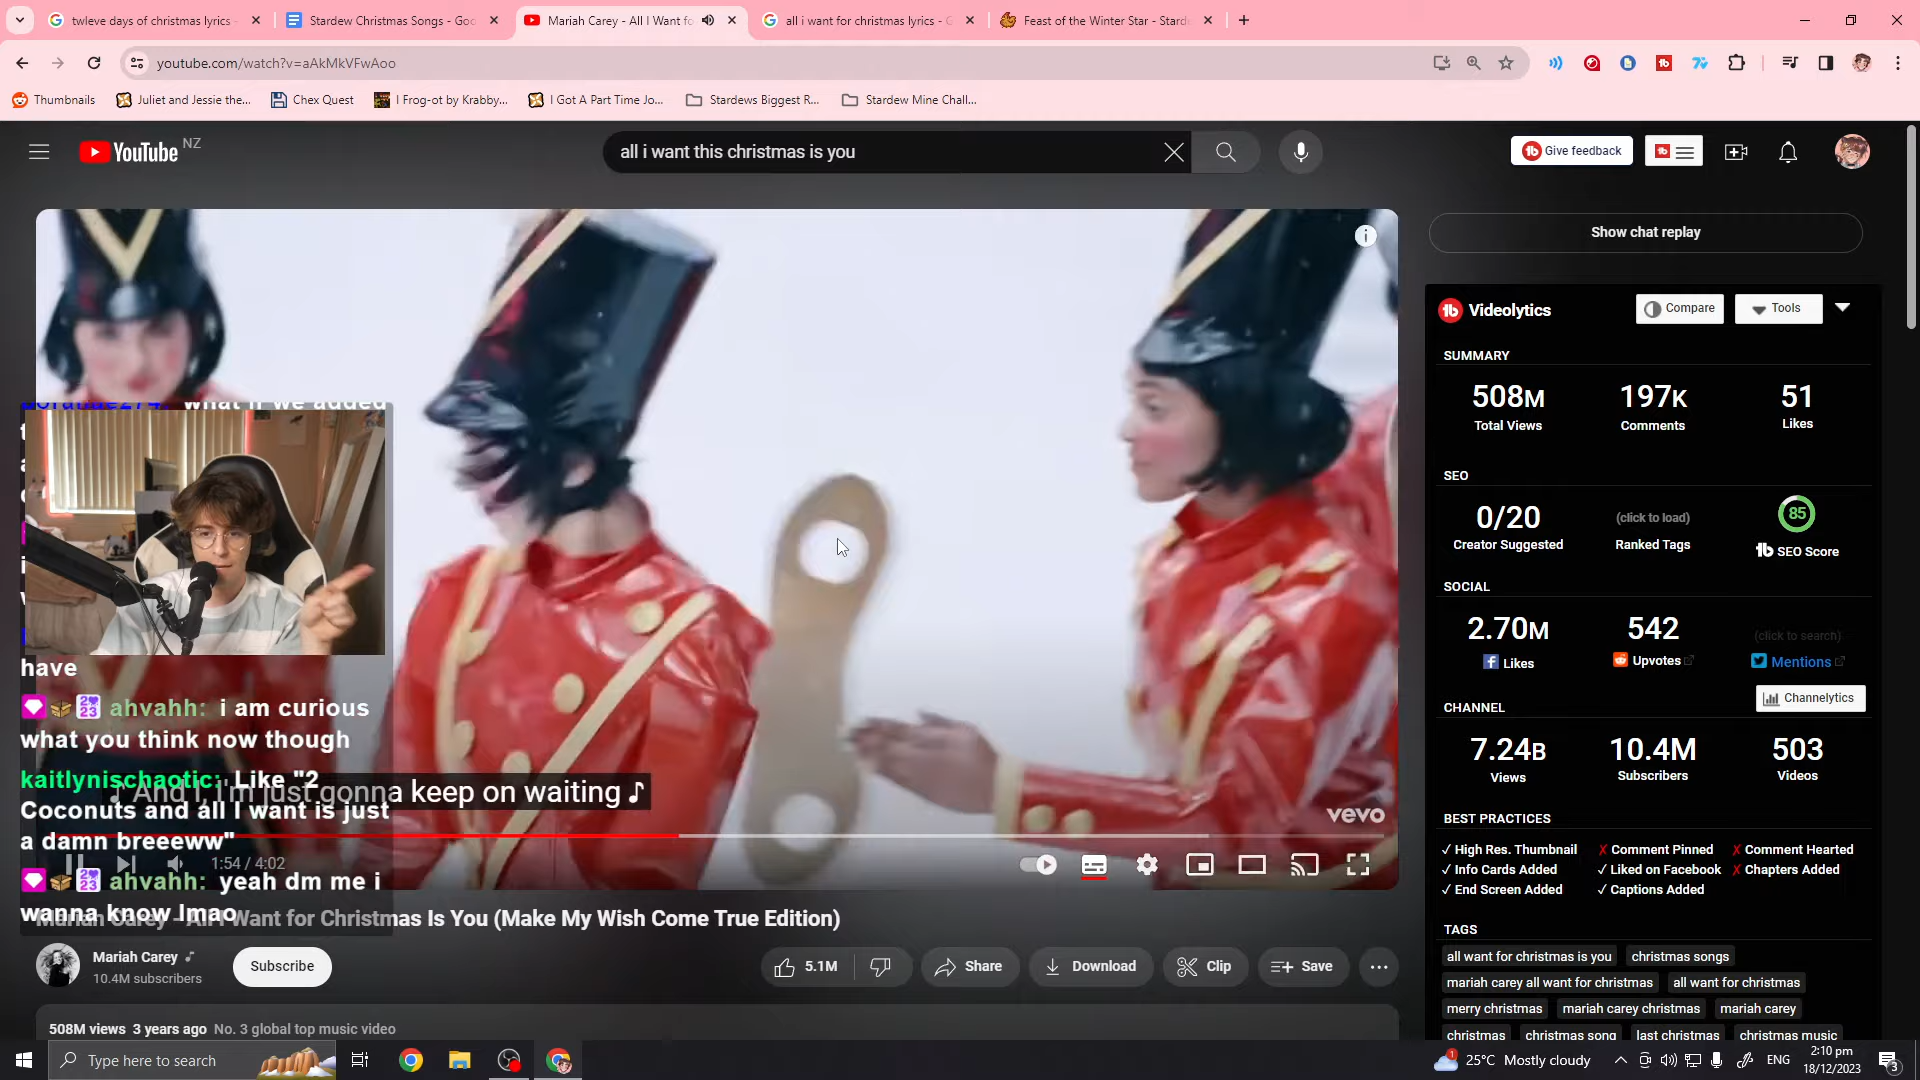 twleve days of christmas lyrics -
Stardew Christmas Songs - Goo
Mariah Carey - All I Want fo
all i want for christmas lyrics - G
Feast of the Winter Star - Stard
youtube.com/watch?v=aAkMkVFwAoo
Thumbnails
Juliet and Jessie the...
Chex Quest
I Frog-ot by Krabby...
I Got A Part Time Jo...
Stardews Biggest R...
Stardew Mine Chall...
YouTube NZ
all i want this christmas is you
Give feedback
Show chat replay
Videolytics
Compare
Tools
SUMMARY
508M
197K
51
Total Views
Comments
Likes
SEO
0/20
(click to load)
85
Creator Suggested
Ranked Tags
SEO Score
SOCIAL
2.70M
542
(click to search)
Likes
Upvotes
Mentions
Channelytics
CHANNEL
7.24B
10.4M
503
Views
Subscribers
Videos
BEST PRACTICES
✓ High Res. Thumbnail
✗ Comment Pinned
✗ Comment Hearted
✓ Info Cards Added
✓ Liked on Facebook
✗ Chapters Added
✓ End Screen Added
✓ Captions Added
TAGS
all want for christmas is you
christmas songs
mariah carey all want for christmas
all want for christmas
merry christmas
mariah carey christmas
mariah carey
christmas
christmas song
last christmas
christmas music
what if we added
have
ahvahh: i am curious
what you think now though
kaitlynischaotic: Like "2
Coconuts and all I want is just
a damn breeeww"
ahvahh: yeah dm me i
wanna know lmao
♪ And I, I'm just gonna keep on waiting ♪
vevo
1:54 / 4:02
Mariah Carey - All I Want for Christmas Is You (Make My Wish Come True Edition)
Mariah Carey
10.4M subscribers
Subscribe
5.1M
Share
Download
Clip
Save
508M views 3 years ago No. 3 global top music video
Type here to search
1
25°C Mostly cloudy
ENG
2:10 pm
18/12/2023
3